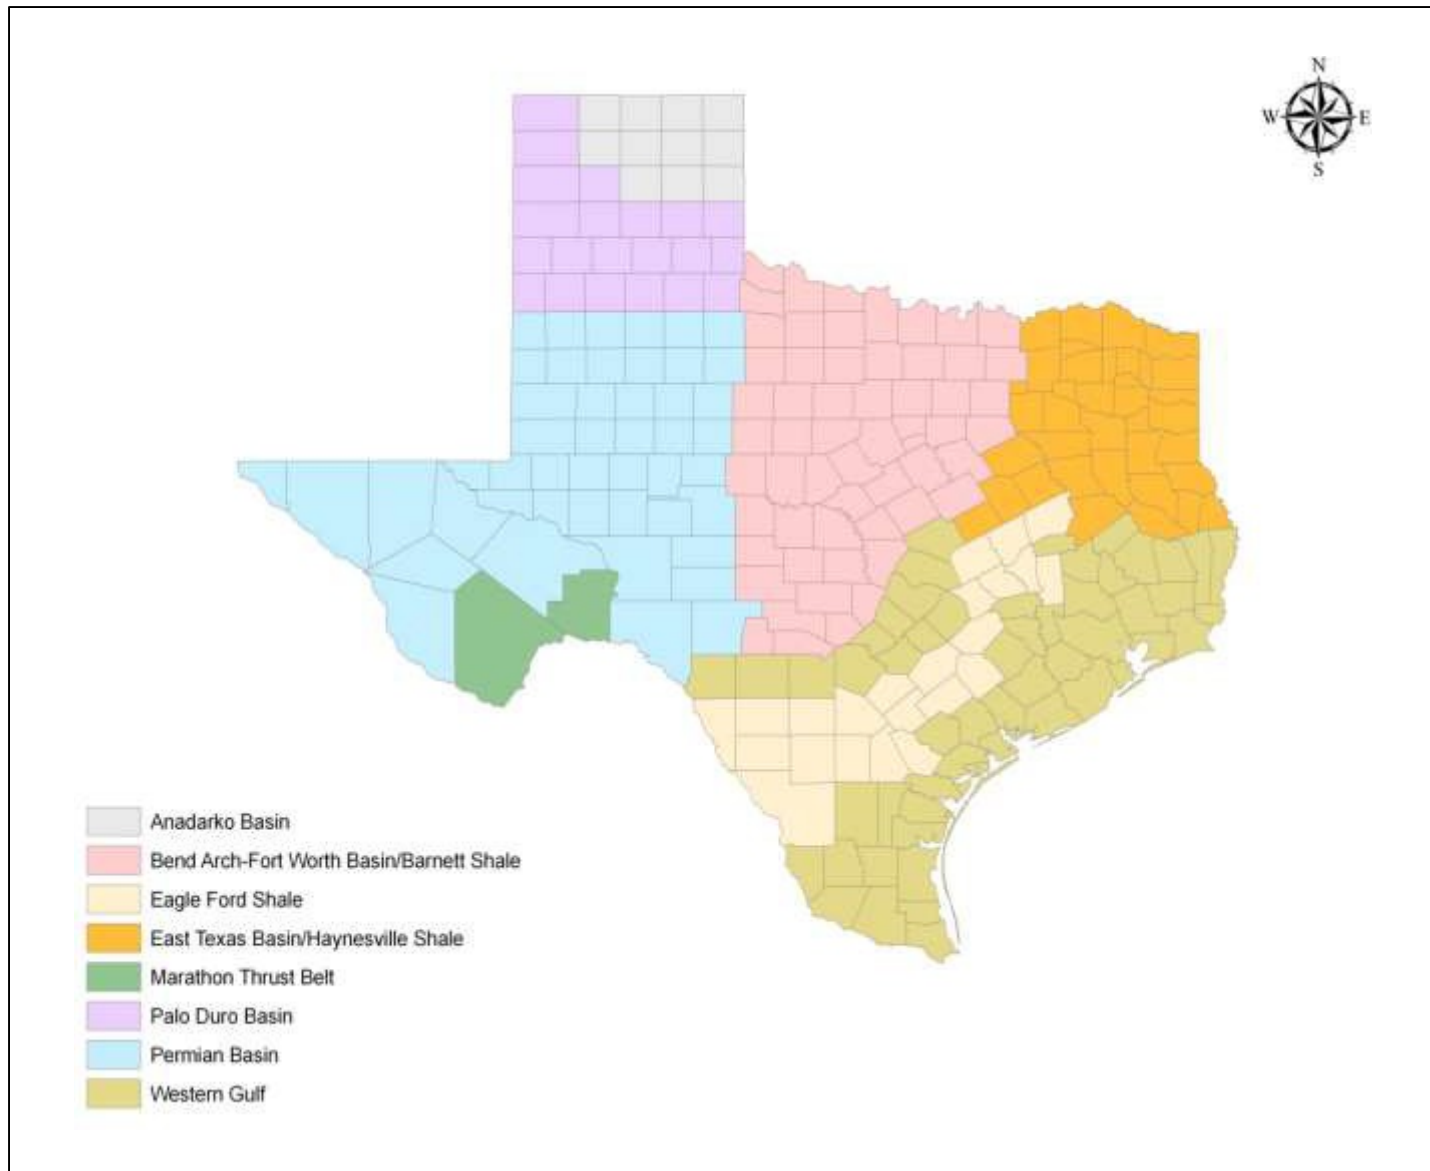 N
W E
S
Anadarko Basin
Bend Arch-Fort Worth Basin/Barnett Shale
Eagle Ford Shale
East Texas Basin/Haynesville Shale
Marathon Thrust Belt
Palo Duro Basin
Permian Basin
Western Gulf